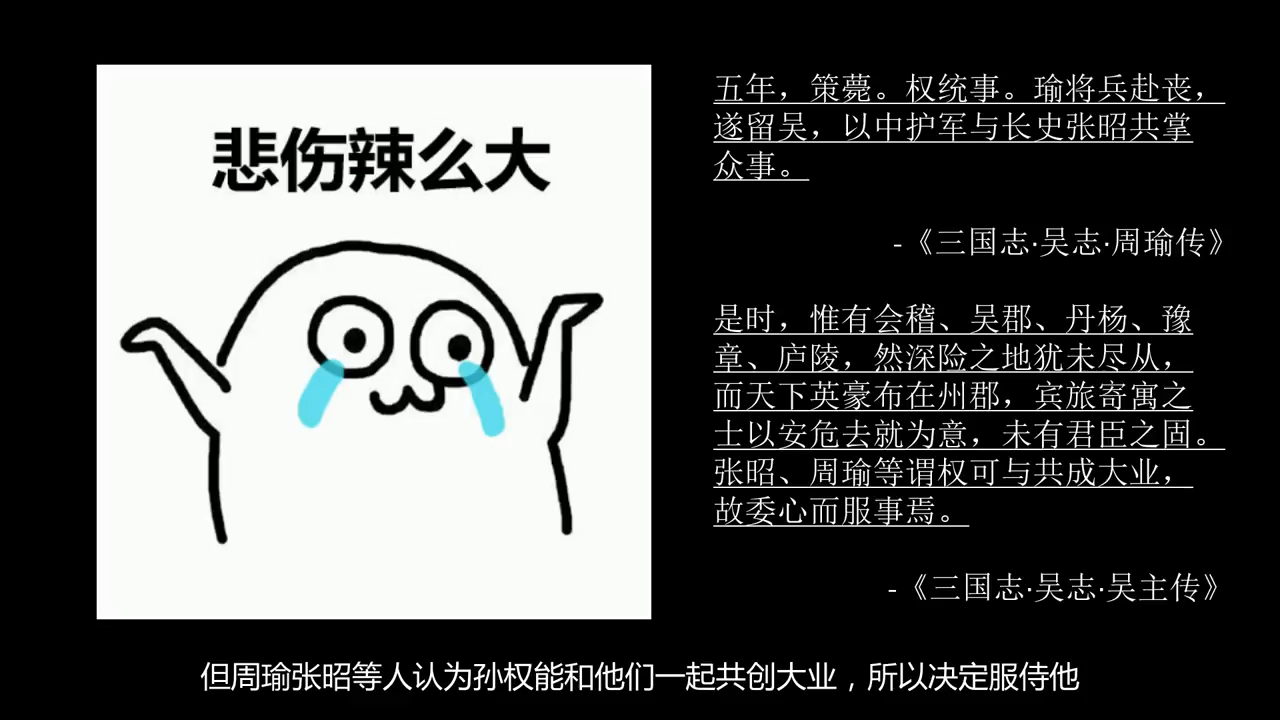 悲伤辣么大
五年，策薨。权统事。瑜将兵赴丧，
遂留吴，以中护军与长史张昭共掌
众事。
-《三国志·吴志·周瑜传》
是时，惟有会稽、吴郡、丹杨、豫
章、庐陵，然深险之地犹未尽从，
而天下英豪布在州郡，宾旅寄寓之
士以安危去就为意，未有君臣之固。
张昭、周瑜等谓权可与共成大业，
故委心而服事焉。
-《三国志·吴志·吴主传》
但周瑜张昭等人认为孙权能和他们一起共创大业，所以决定服侍他